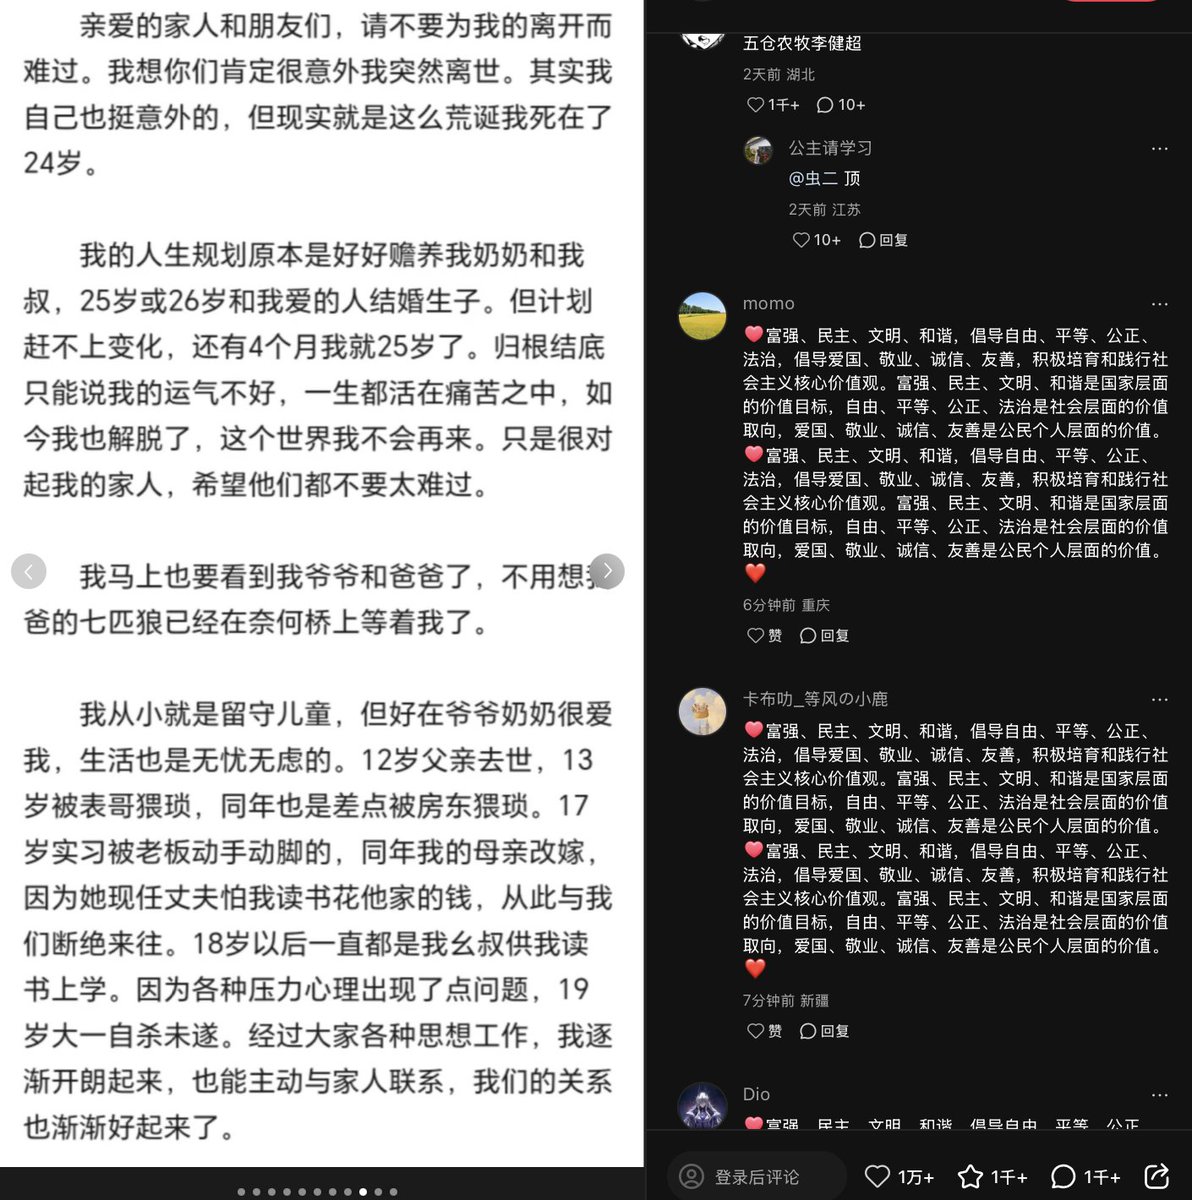 亲爱的家人和朋友们，请不要为我的离开而
难过。我想你们肯定很意外我突然离世。其实我
自己也挺意外的，但现实就是这么荒诞我死在了
24岁。
我的人生规划原本是好好赡养我奶奶和我
叔，25岁或26岁和我爱的人结婚生子。但计划
赶不上变化，还有4个月我就25岁了。归根结底
只能说我的运气不好，一生都活在痛苦之中，如
今我也解脱了，这个世界我不会再来。只是很对
起我的家人，希望他们都不要太难过。
我马上也要看到我爷爷和爸爸了，不用想
爸的七匹狼已经在奈何桥上等着我了。
我从小就是留守儿童，但好在爷爷奶奶很爱
我，生活也是无忧无虑的。12岁父亲去世，13
岁被表哥猥琐，同年也是差点被房东猥琐。17
岁实习被老板动手动脚的，同年我的母亲改嫁，
因为她现任丈夫怕我读书花他家的钱，从此与我
们断绝来往。18岁以后一直都是我幺叔供我读
书上学。因为各种压力心理出现了点问题，19
岁大一自杀未遂。经过大家各种思想工作，我逐
渐开朗起来，也能主动与家人联系，我们的关系
也渐渐好起来了。
五仓农牧李健超
2天前 湖北
1千+ 10+
公主请学习
@虫二 顶
2天前 江苏
10+ 回复
momo
❤️富强、民主、文明、和谐，倡导自由、平等、公正、
法治，倡导爱国、敬业、诚信、友善，积极培育和践行社
会主义核心价值观。富强、民主、文明、和谐是国家层面
的价值目标，自由、平等、公正、法治是社会层面的价值
取向，爱国、敬业、诚信、友善是公民个人层面的价值。
❤️富强、民主、文明、和谐，倡导自由、平等、公正、
法治，倡导爱国、敬业、诚信、友善，积极培育和践行社
会主义核心价值观。富强、民主、文明、和谐是国家层面
的价值目标，自由、平等、公正、法治是社会层面的价值
取向，爱国、敬业、诚信、友善是公民个人层面的价值。
❤️
6分钟前 重庆
赞 回复
卡布叻_等风の小鹿
❤️富强、民主、文明、和谐，倡导自由、平等、公正、
法治，倡导爱国、敬业、诚信、友善，积极培育和践行社
会主义核心价值观。富强、民主、文明、和谐是国家层面
的价值目标，自由、平等、公正、法治是社会层面的价值
取向，爱国、敬业、诚信、友善是公民个人层面的价值。
❤️富强、民主、文明、和谐，倡导自由、平等、公正、
法治，倡导爱国、敬业、诚信、友善，积极培育和践行社
会主义核心价值观。富强、民主、文明、和谐是国家层面
的价值目标，自由、平等、公正、法治是社会层面的价值
取向，爱国、敬业、诚信、友善是公民个人层面的价值。
❤️
7分钟前 新疆
赞 回复
Dio
❤️富强、民主、文明、和谐，倡导自由、平等、公正、
登录后评论 1万+ 1千+ 1千+